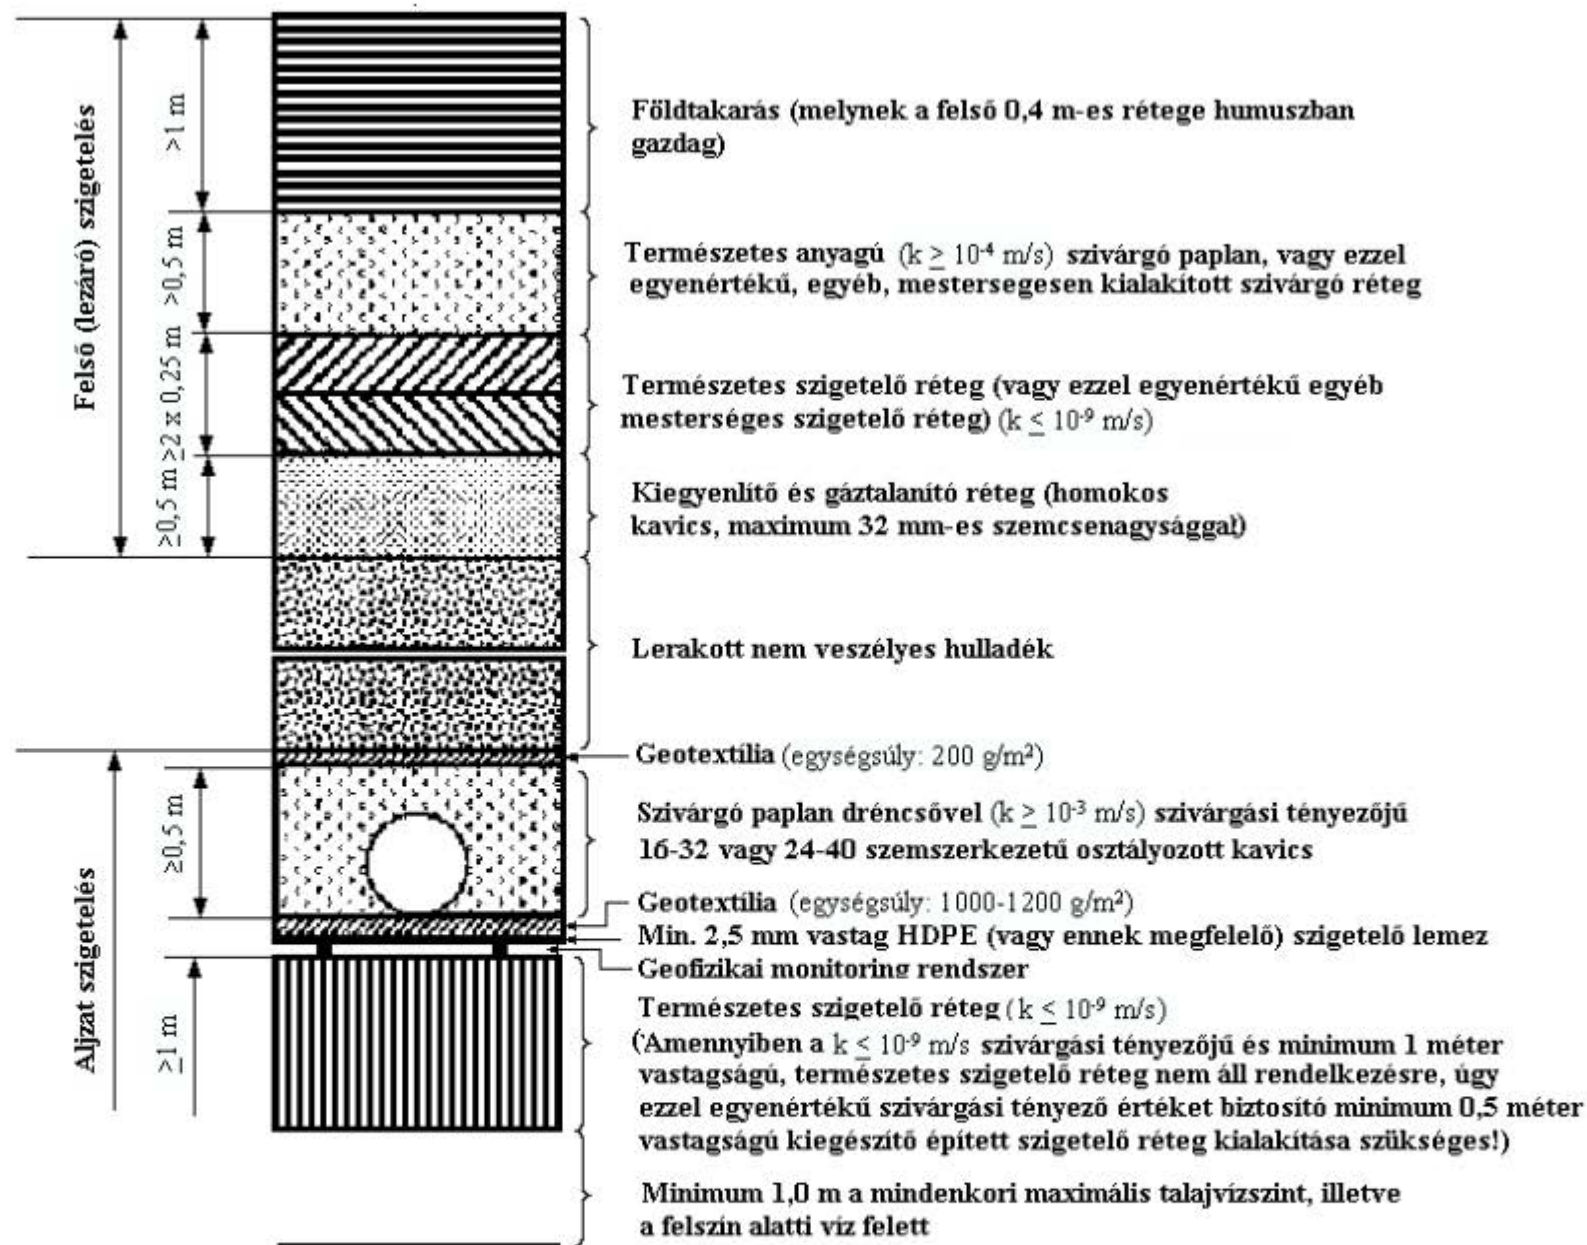 Felső (lezáró) szigetelés
>1 m
Földtakarás (melynek a felső 0,4 m-es rétege humuszban
gazdag)
>0,5 m
Természetes anyagú (k ≥ 10⁻⁴ m/s) szivárgó paplan, vagy ezzel
egyenértékű, egyéb, mestersegesen kialakított szivárgó réteg
≥2 x 0,25 m
Természetes szigetelő réteg (vagy ezzel egyenértékű egyéb
mesterséges szigetelő réteg) (k ≤ 10⁻⁹ m/s)
≥0,5 m
Kiegyenlítő és gáztalanító réteg (homokos
kavics, maximum 32 mm-es szemcsenagysággal)
Lerakott nem veszélyes hulladék
Aljzat szigetelés
Geotextília (egységsúly: 200 g/m²)
≥0,5 m
Szivárgó paplan dréncsővel (k ≥ 10⁻³ m/s) szivárgási tényezőjű
16-32 vagy 24-40 szemszerkezetű osztályozott kavics
Geotextília (egységsúly: 1000-1200 g/m²)
Min. 2,5 mm vastag HDPE (vagy ennek megfelelő) szigetelő lemez
Geofizikai monitoring rendszer
≥1 m
Természetes szigetelő réteg (k ≤ 10⁻⁹ m/s)
(Amennyiben a k ≤ 10⁻⁹ m/s szivárgási tényezőjű és minimum 1 méter
vastagságú, természetes szigetelő réteg nem áll rendelkezésre, úgy
ezzel egyenértékű szivárgási tényező értéket biztosító minimum 0,5 méter
vastagságú kiegészítő épített szigetelő réteg kialakítása szükséges!)
Minimum 1,0 m a mindenkori maximális talajvízszint, illetve
a felszín alatti víz felett